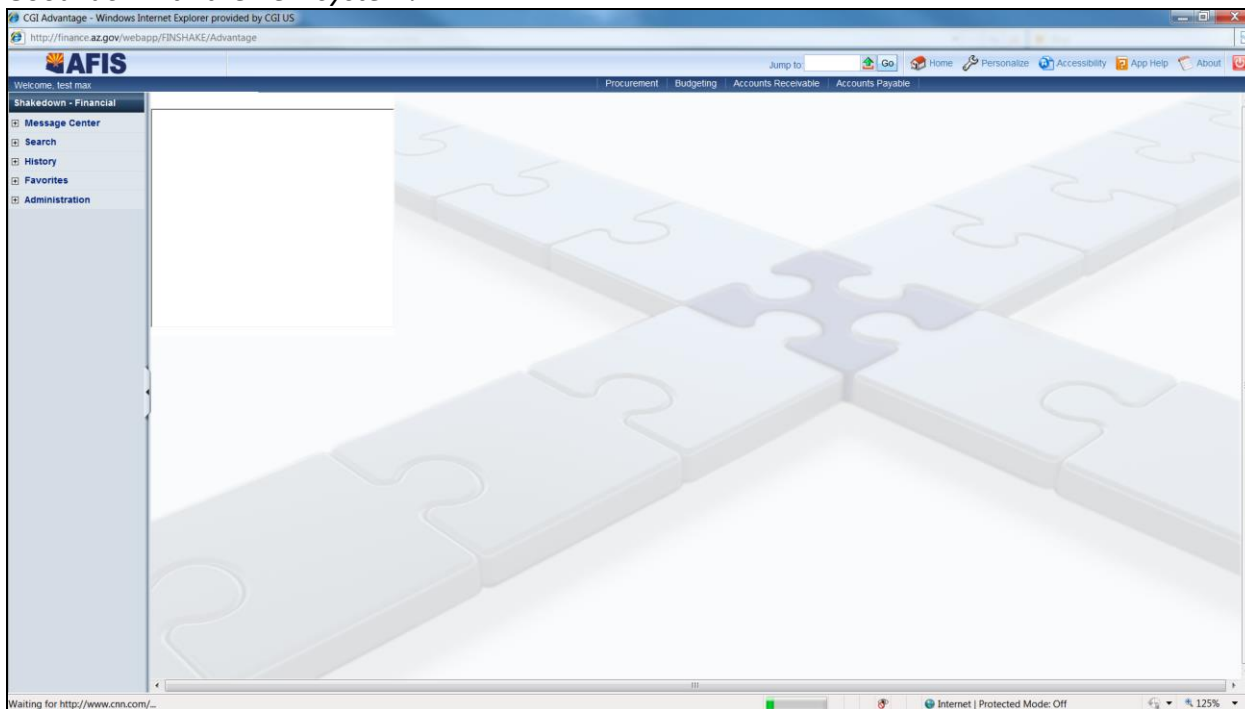 CGI Advantage - Windows Internet Explorer provided by CGI US
http://finance.az.gov/webapp/FINSHAKE/Advantage
AFIS
Jump to: Go Home Personalize Accessibility App Help About
Welcome, test max Procurement Budgeting Accounts Receivable Accounts Payable
Shakedown - Financial
Message Center
Search
History
Favorites
Administration
Waiting for http://www.cnn.com/... Internet | Protected Mode: Off 125%